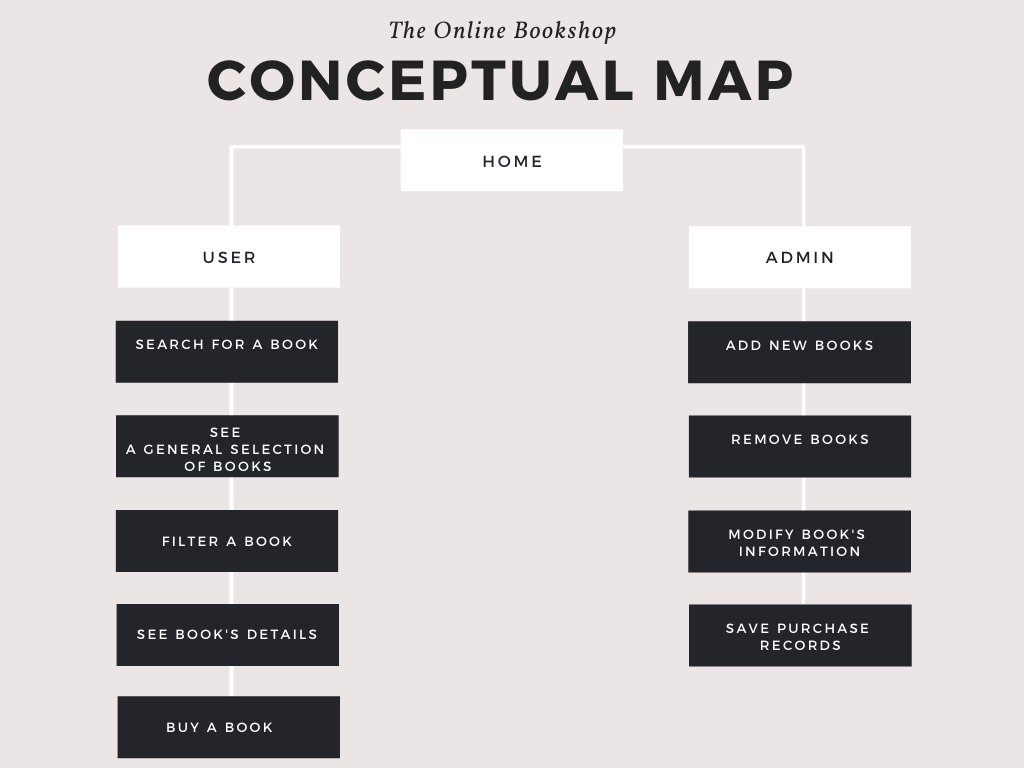 The Online Bookshop
CONCEPTUAL MAP
HOME
USER
SEARCH FOR A BOOK
SEE
A GENERAL SELECTION
OF BOOKS
FILTER A BOOK
SEE BOOK'S DETAILS
BUY A BOOK
ADMIN
ADD NEW BOOKS
REMOVE BOOKS
MODIFY BOOK'S
INFORMATION
SAVE PURCHASE
RECORDS